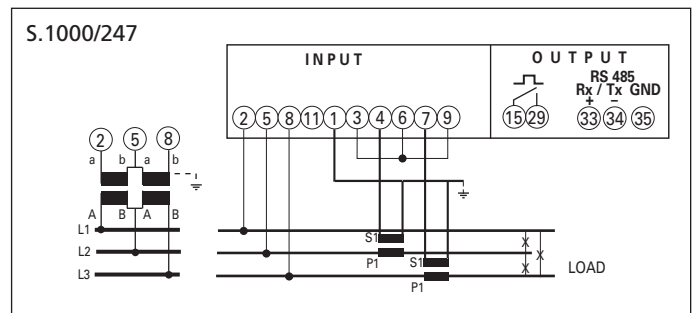 S.1000/247
INPUT
OUTPUT
RS 485
Rx / Tx GND
+ −
2 5 8 11 1 3 4 6 7 9
15 29 33 34 35
2 5 8
a b a b
A B A B
L1
L2
L3
S1
P1
S1
P1
X
X
X
LOAD